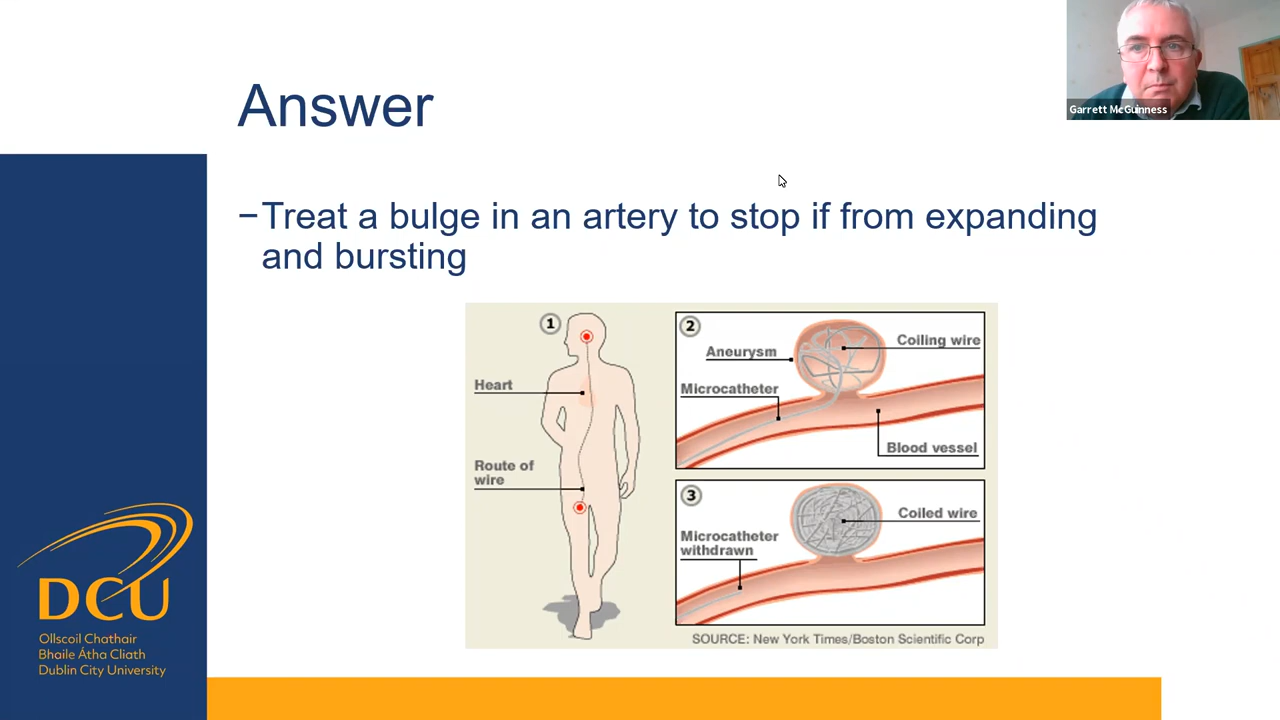 Answer
Garrett McGuinness
–Treat a bulge in an artery to stop if from expanding
and bursting
1
Heart
Route of
wire
2
Coiling wire
Aneurysm
Microcatheter
Blood vessel
3
Coiled wire
Microcatheter
withdrawn
SOURCE: New York Times/Boston Scientific Corp
DCU
Ollscoil Chathair
Bhaile Átha Cliath
Dublin City University